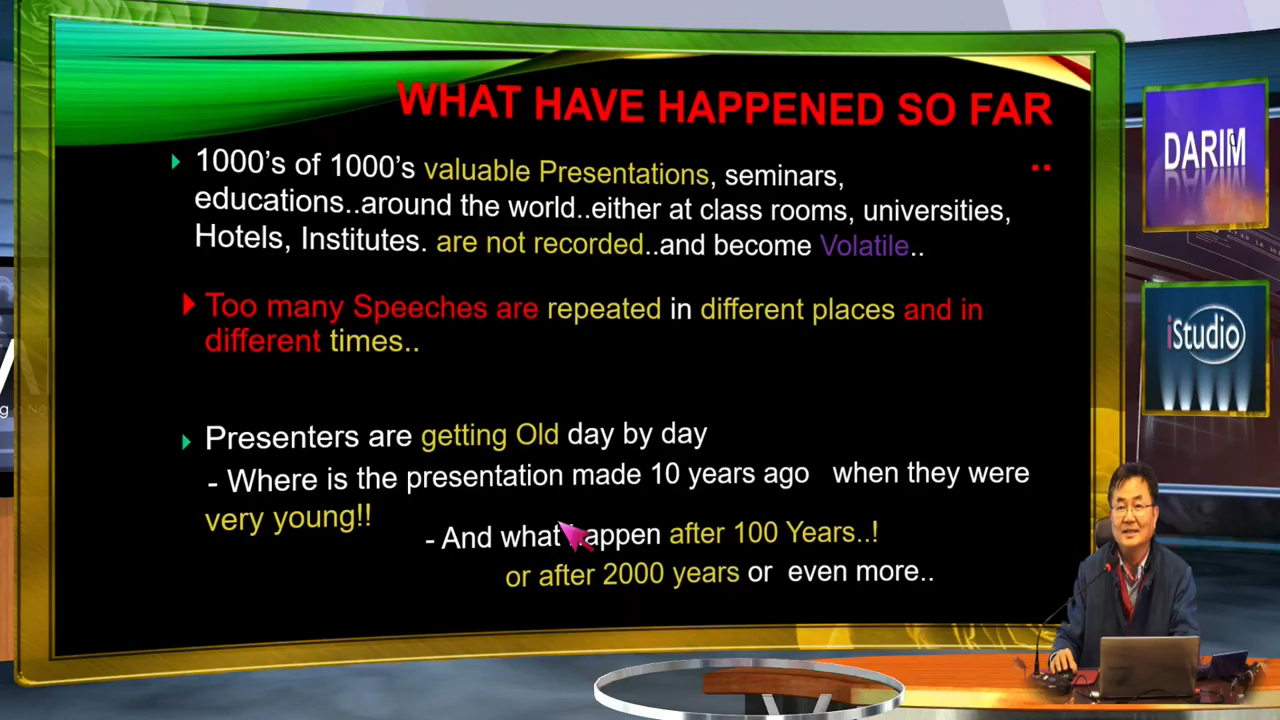 WHAT HAVE HAPPENED SO FAR
..
1000's of 1000's valuable Presentations, seminars,
educations..around the world..either at class rooms, universities,
Hotels, Institutes. are not recorded..and become Volatile..
Too many Speeches are repeated in different places and in
different times..
Presenters are getting Old day by day
- Where is the presentation made 10 years ago when they were
very young!!
- And what happen after 100 Years..!
or after 2000 years or even more..
DARIM
iStudio